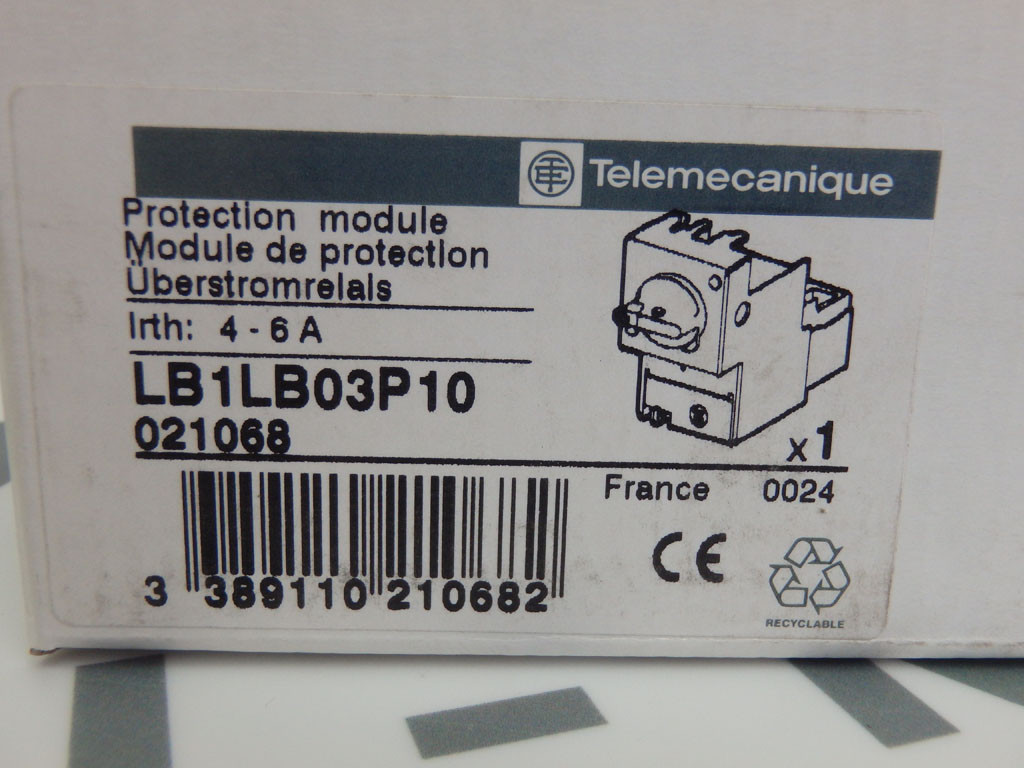 Telemecanique
Protection module
Module de protection
Überstromrelais
Irth: 4 - 6 A
LB1LB03P10
021068
x1
France 0024
3 389110 210682
CE
RECYCLABLE